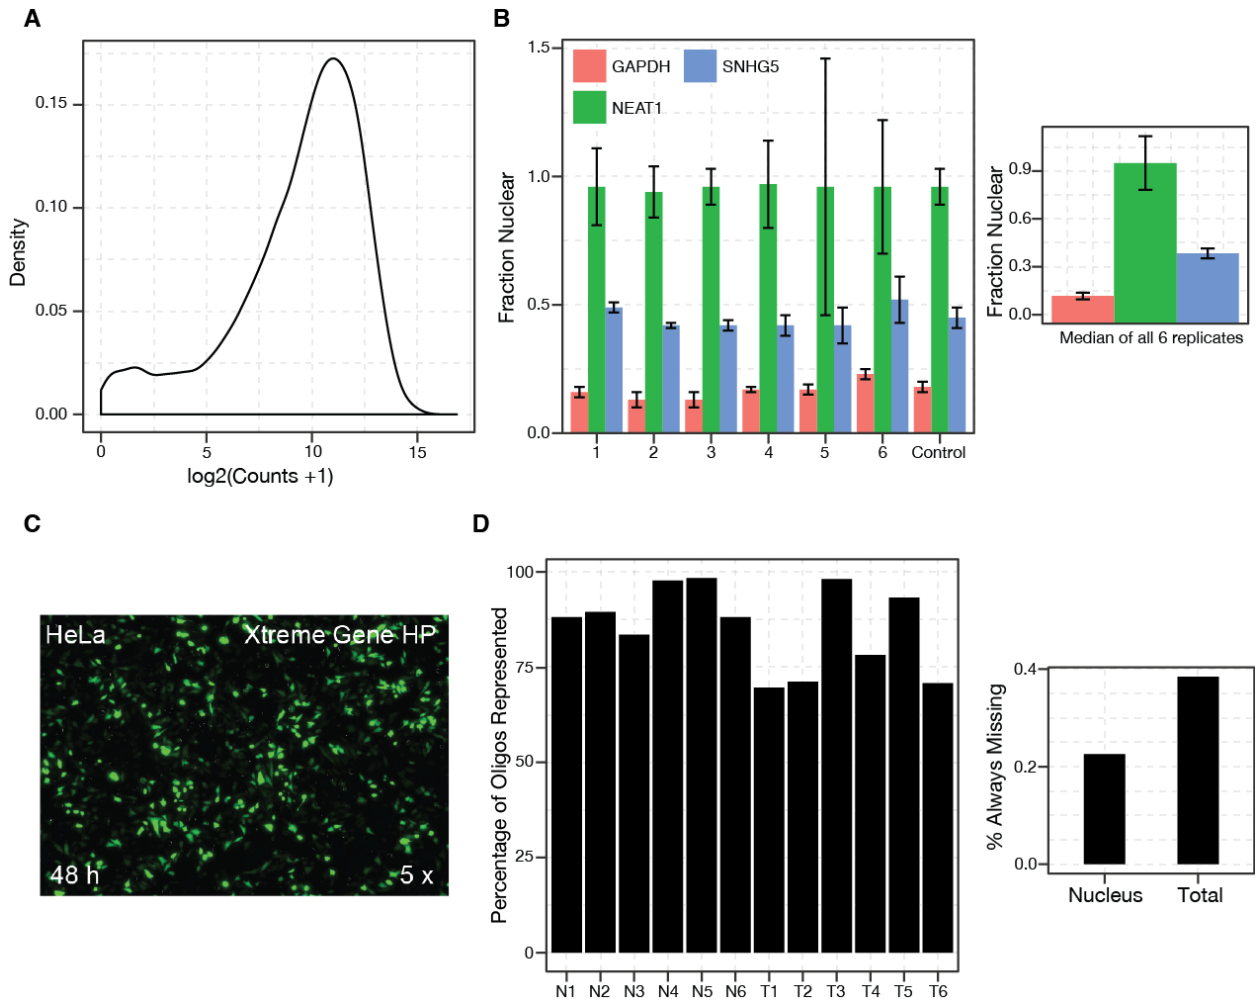 A
0.15
0.10
0.05
0.00
Density
0
5
10
15
log2(Counts +1)
B
GAPDH
SNHG5
NEAT1
1.5
1.0
0.5
0.0
Fraction Nuclear
1
2
3
4
5
6
Control
0.9
0.6
0.3
0.0
Fraction Nuclear
Median of all 6 replicates
C
HeLa
Xtreme Gene HP
48 h
5 x
D
100
75
50
25
0
Percentage of Oligos Represented
N1
N2
N3
N4
N5
N6
T1
T2
T3
T4
T5
T6
0.4
0.2
0.0
% Always Missing
Nucleus
Total